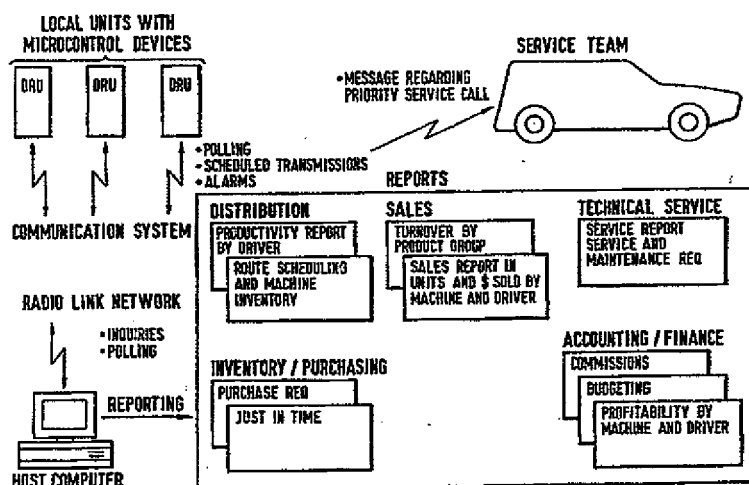 LOCAL UNITS WITH
MICROCONTROL DEVICES
DRU DRU DRU
SERVICE TEAM
•MESSAGE REGARDING
PRIORITY SERVICE CALL
•POLLING
•SCHEDULED TRANSMISSIONS
•ALARMS
COMMUNICATION SYSTEM
REPORTS
DISTRIBUTION
PRODUCTIVITY REPORT
BY DRIVER
ROUTE SCHEDULING
AND MACHINE
INVENTORY
SALES
TURNOVER BY
PRODUCT GROUP
SALES REPORT IN
UNITS AND $ SOLD BY
MACHINE AND DRIVER
TECHNICAL SERVICE
SERVICE REPORT
SERVICE AND
MAINTENANCE REQ
RADIO LINK NETWORK
•INQUIRIES
•POLLING
REPORTING
HOST COMPUTER
INVENTORY / PURCHASING
PURCHASE REQ
JUST IN TIME
ACCOUNTING / FINANCE
COMMISSIONS
BUDGETING
PROFITABILITY BY
MACHINE AND DRIVER